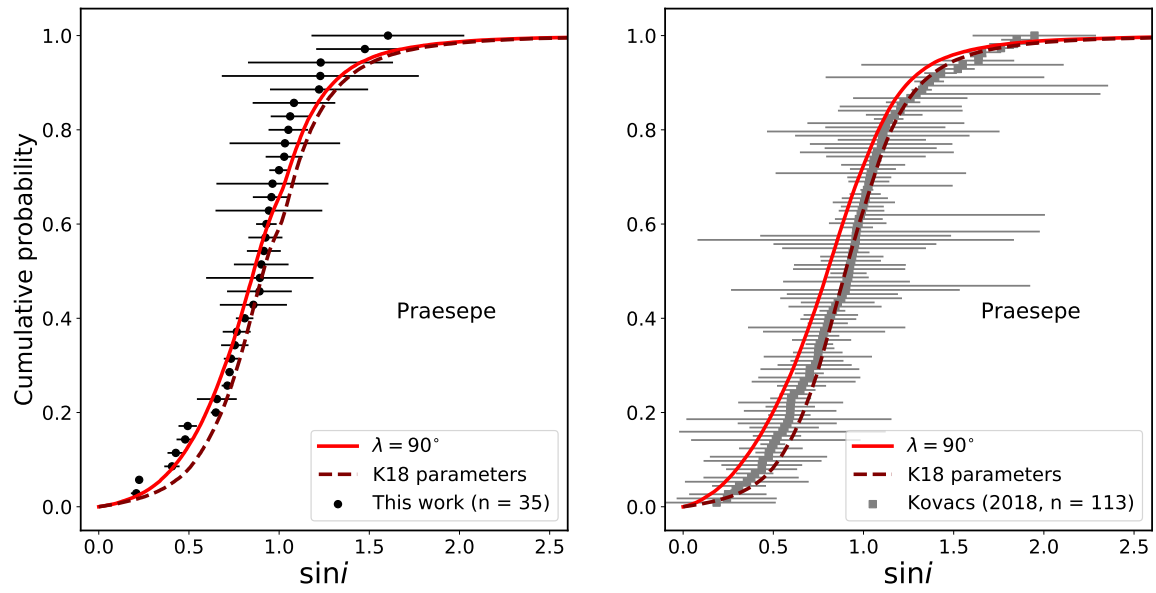 Cumulative probability
1.0
0.8
0.6
0.4
0.2
0.0
Praesepe
λ = 90°
K18 parameters
This work (n = 35)
0.0 0.5 1.0 1.5 2.0 2.5
sini
1.0
0.8
0.6
0.4
0.2
0.0
Praesepe
λ = 90°
K18 parameters
Kovacs (2018, n = 113)
0.0 0.5 1.0 1.5 2.0 2.5
sini